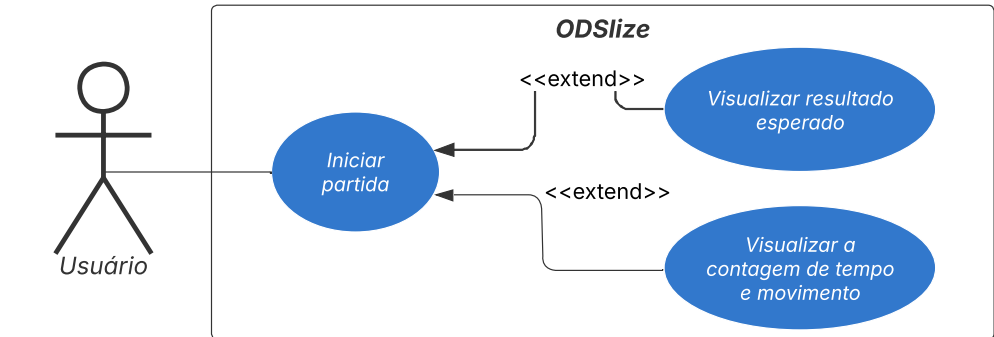 ODSlize
<<extend>>
Visualizar resultado
esperado
Iniciar
partida
<<extend>>
Visualizar a
contagem de tempo
e movimento
Usuário